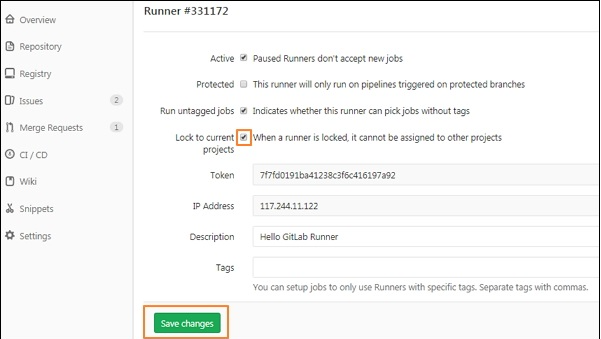 Runner #331172
Overview
Repository
Registry
Issues 2
Merge Requests 1
CI / CD
Wiki
Snippets
Settings
Active Paused Runners don't accept new jobs
Protected This runner will only run on pipelines triggered on protected branches
Run untagged jobs Indicates whether this runner can pick jobs without tags
Lock to current When a runner is locked, it cannot be assigned to other projects
projects
Token 7f7fd0191ba41238c3f6c416197a92
IP Address 117.244.11.122
Description Hello GitLab Runner
Tags
You can setup jobs to only use Runners with specific tags. Separate tags with commas.
Save changes